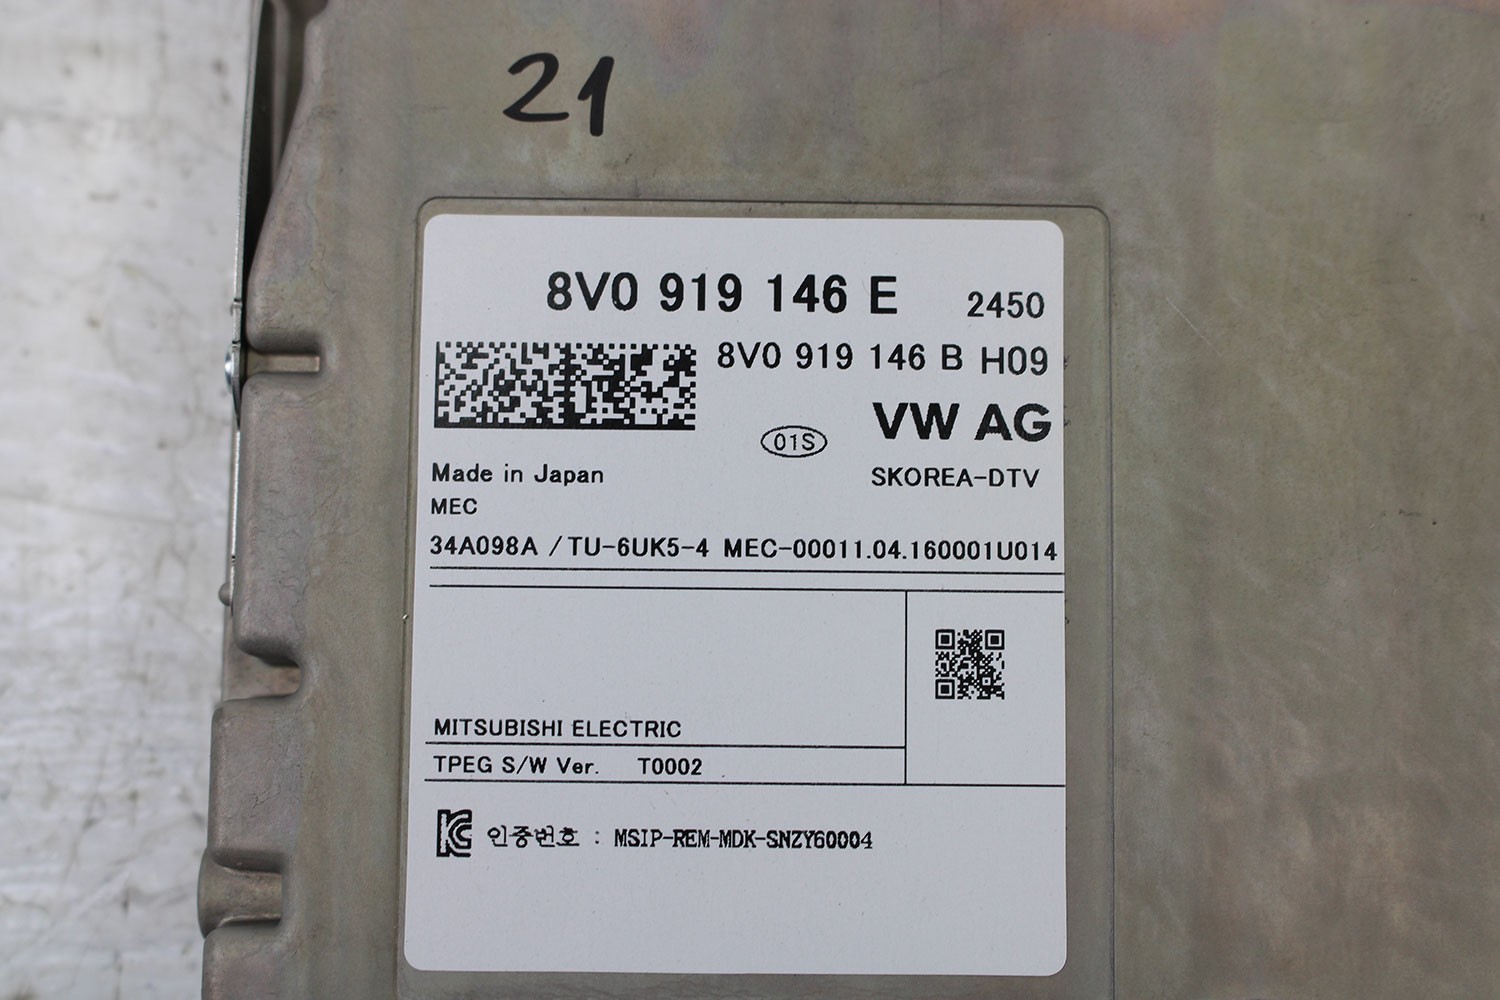 21
8V0 919 146 E 2450
8V0 919 146 B H09
VW AG
01S
Made in Japan
SKOREA-DTV
MEC
34A098A / TU-6UK5-4 MEC-00011.04.160001U014
MITSUBISHI ELECTRIC
TPEG S/W Ver. T0002
KC 인증번호 : MSIP-REM-MDK-SNZY60004